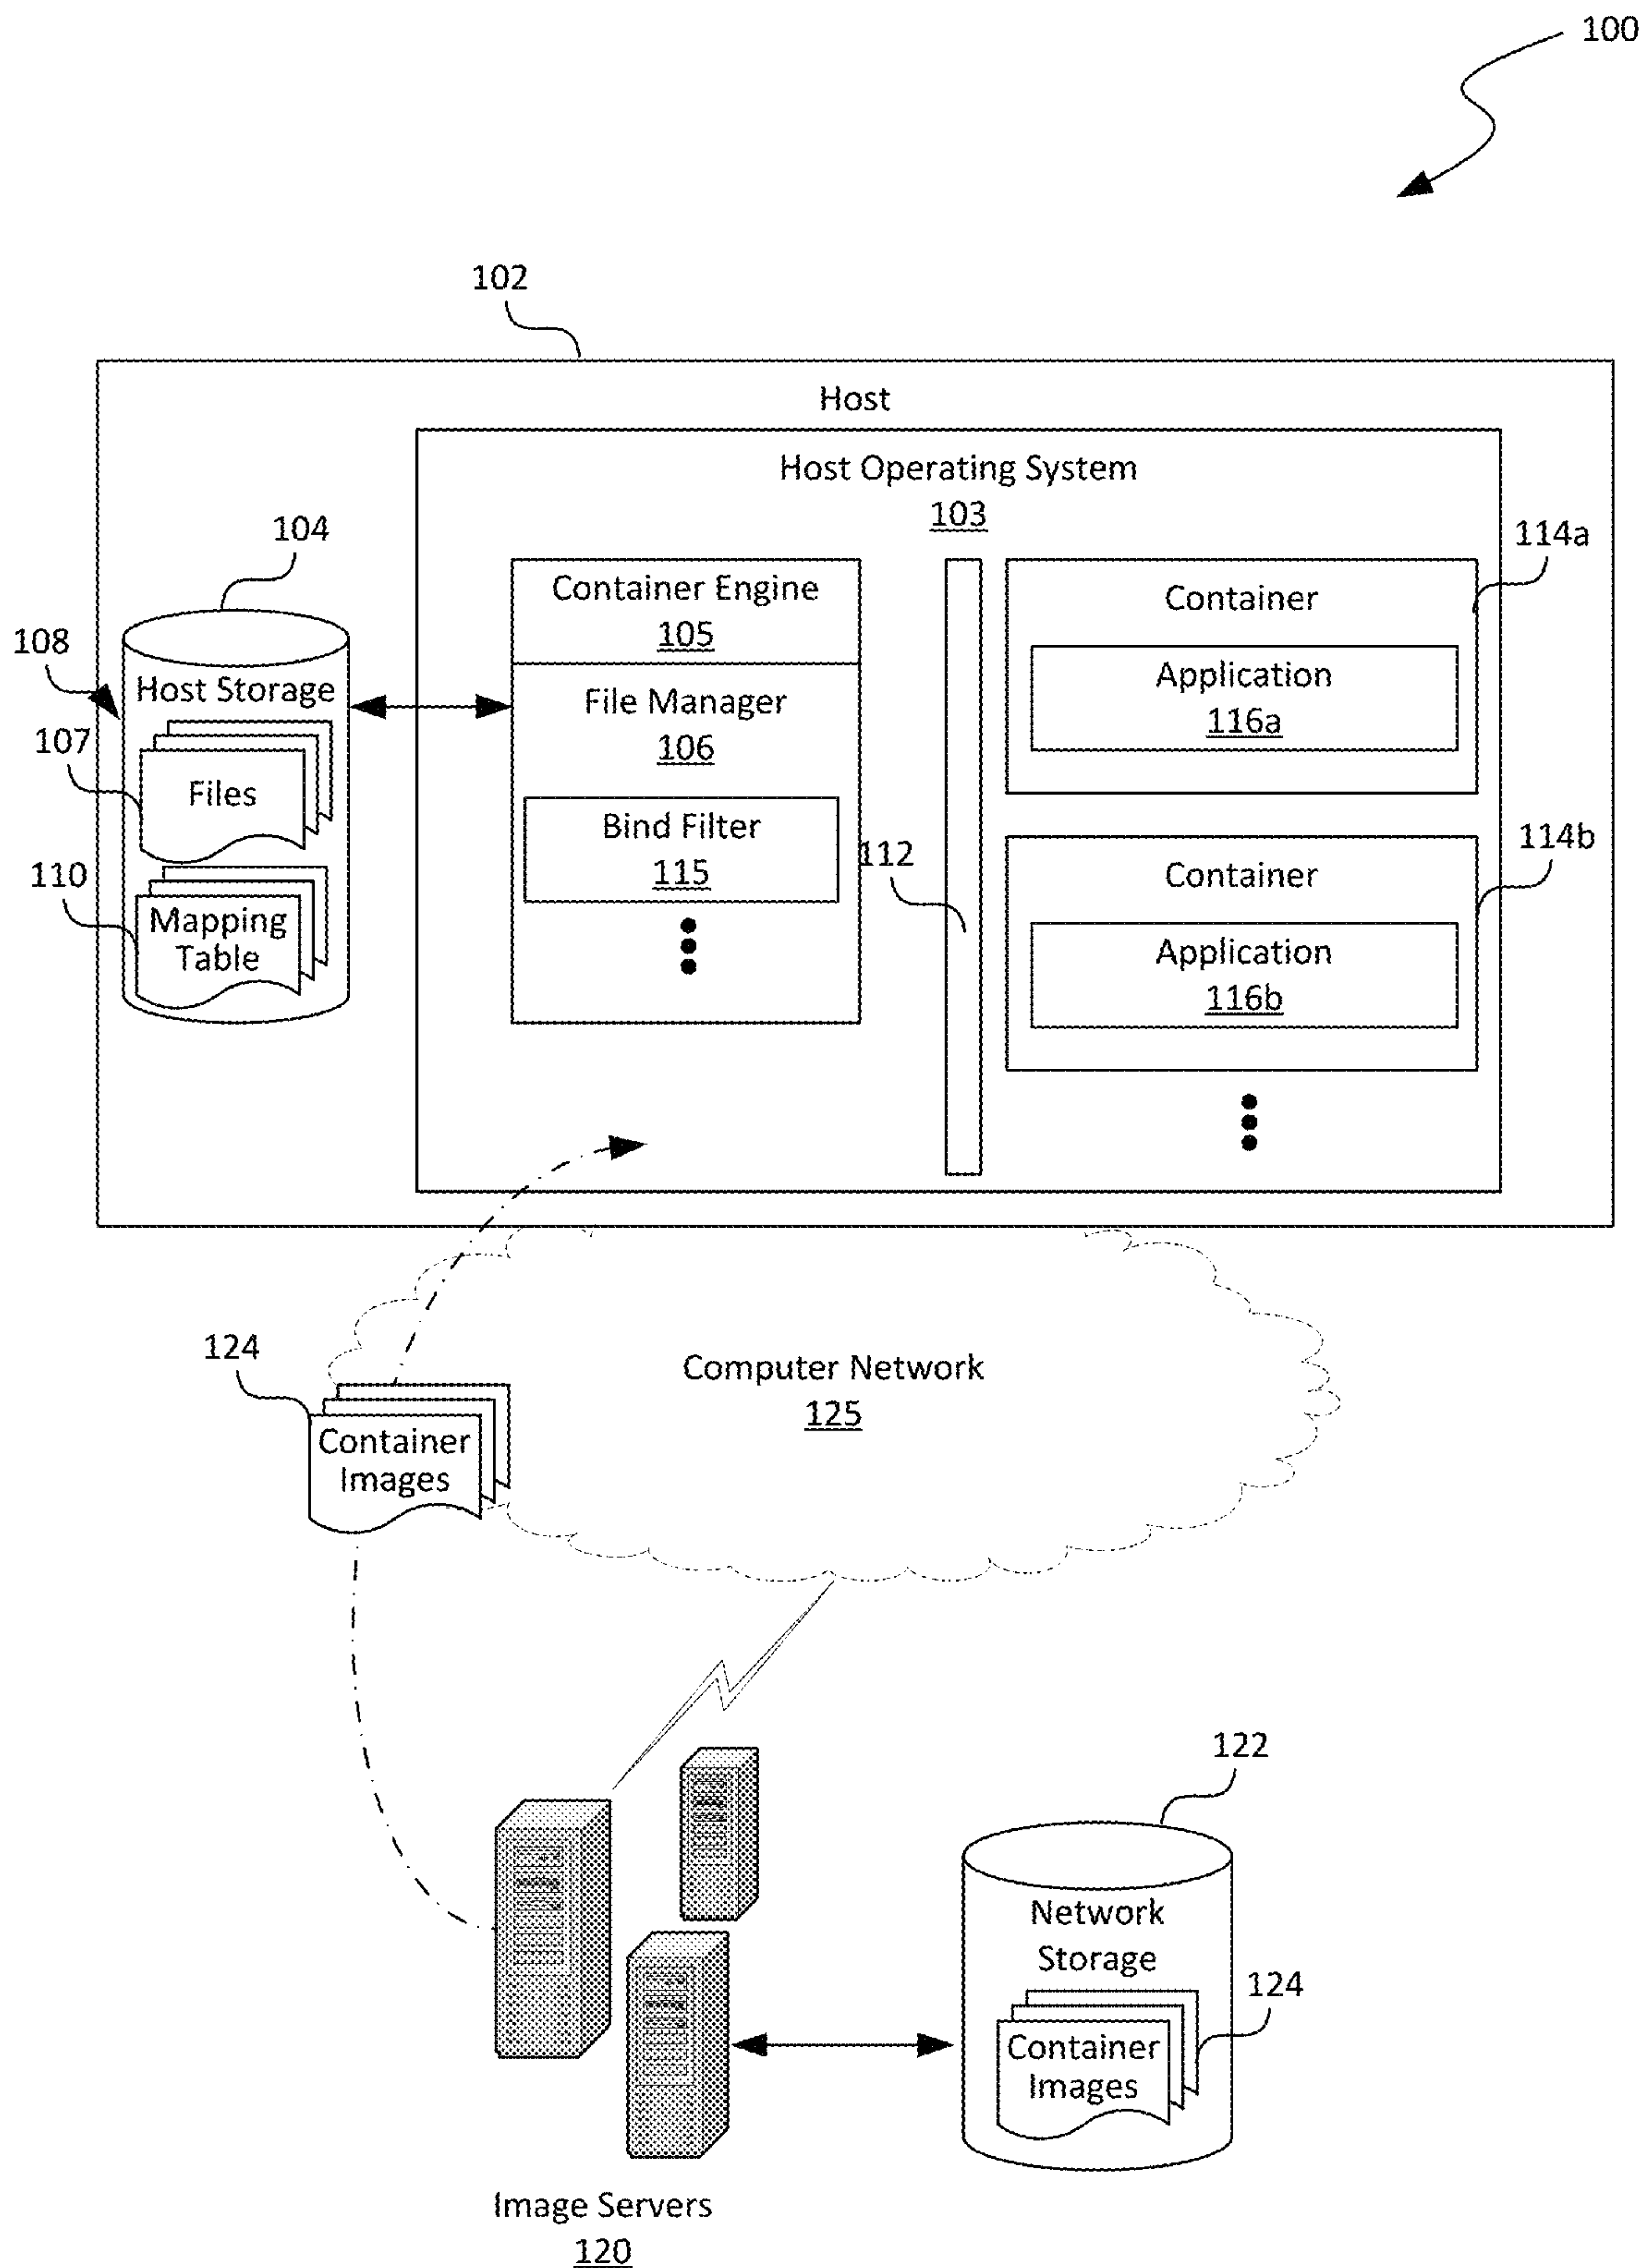 100
102
Host
Host Operating System
103
104
114a
Container Engine
105
Container
108
Host Storage
File Manager
106
Application
116a
107
Files
Bind Filter
115
112
114b
Container
110
Mapping
Table
Application
116b
124
Computer Network
125
Container
Images
122
Network
Storage
124
Container
Images
Image Servers
120